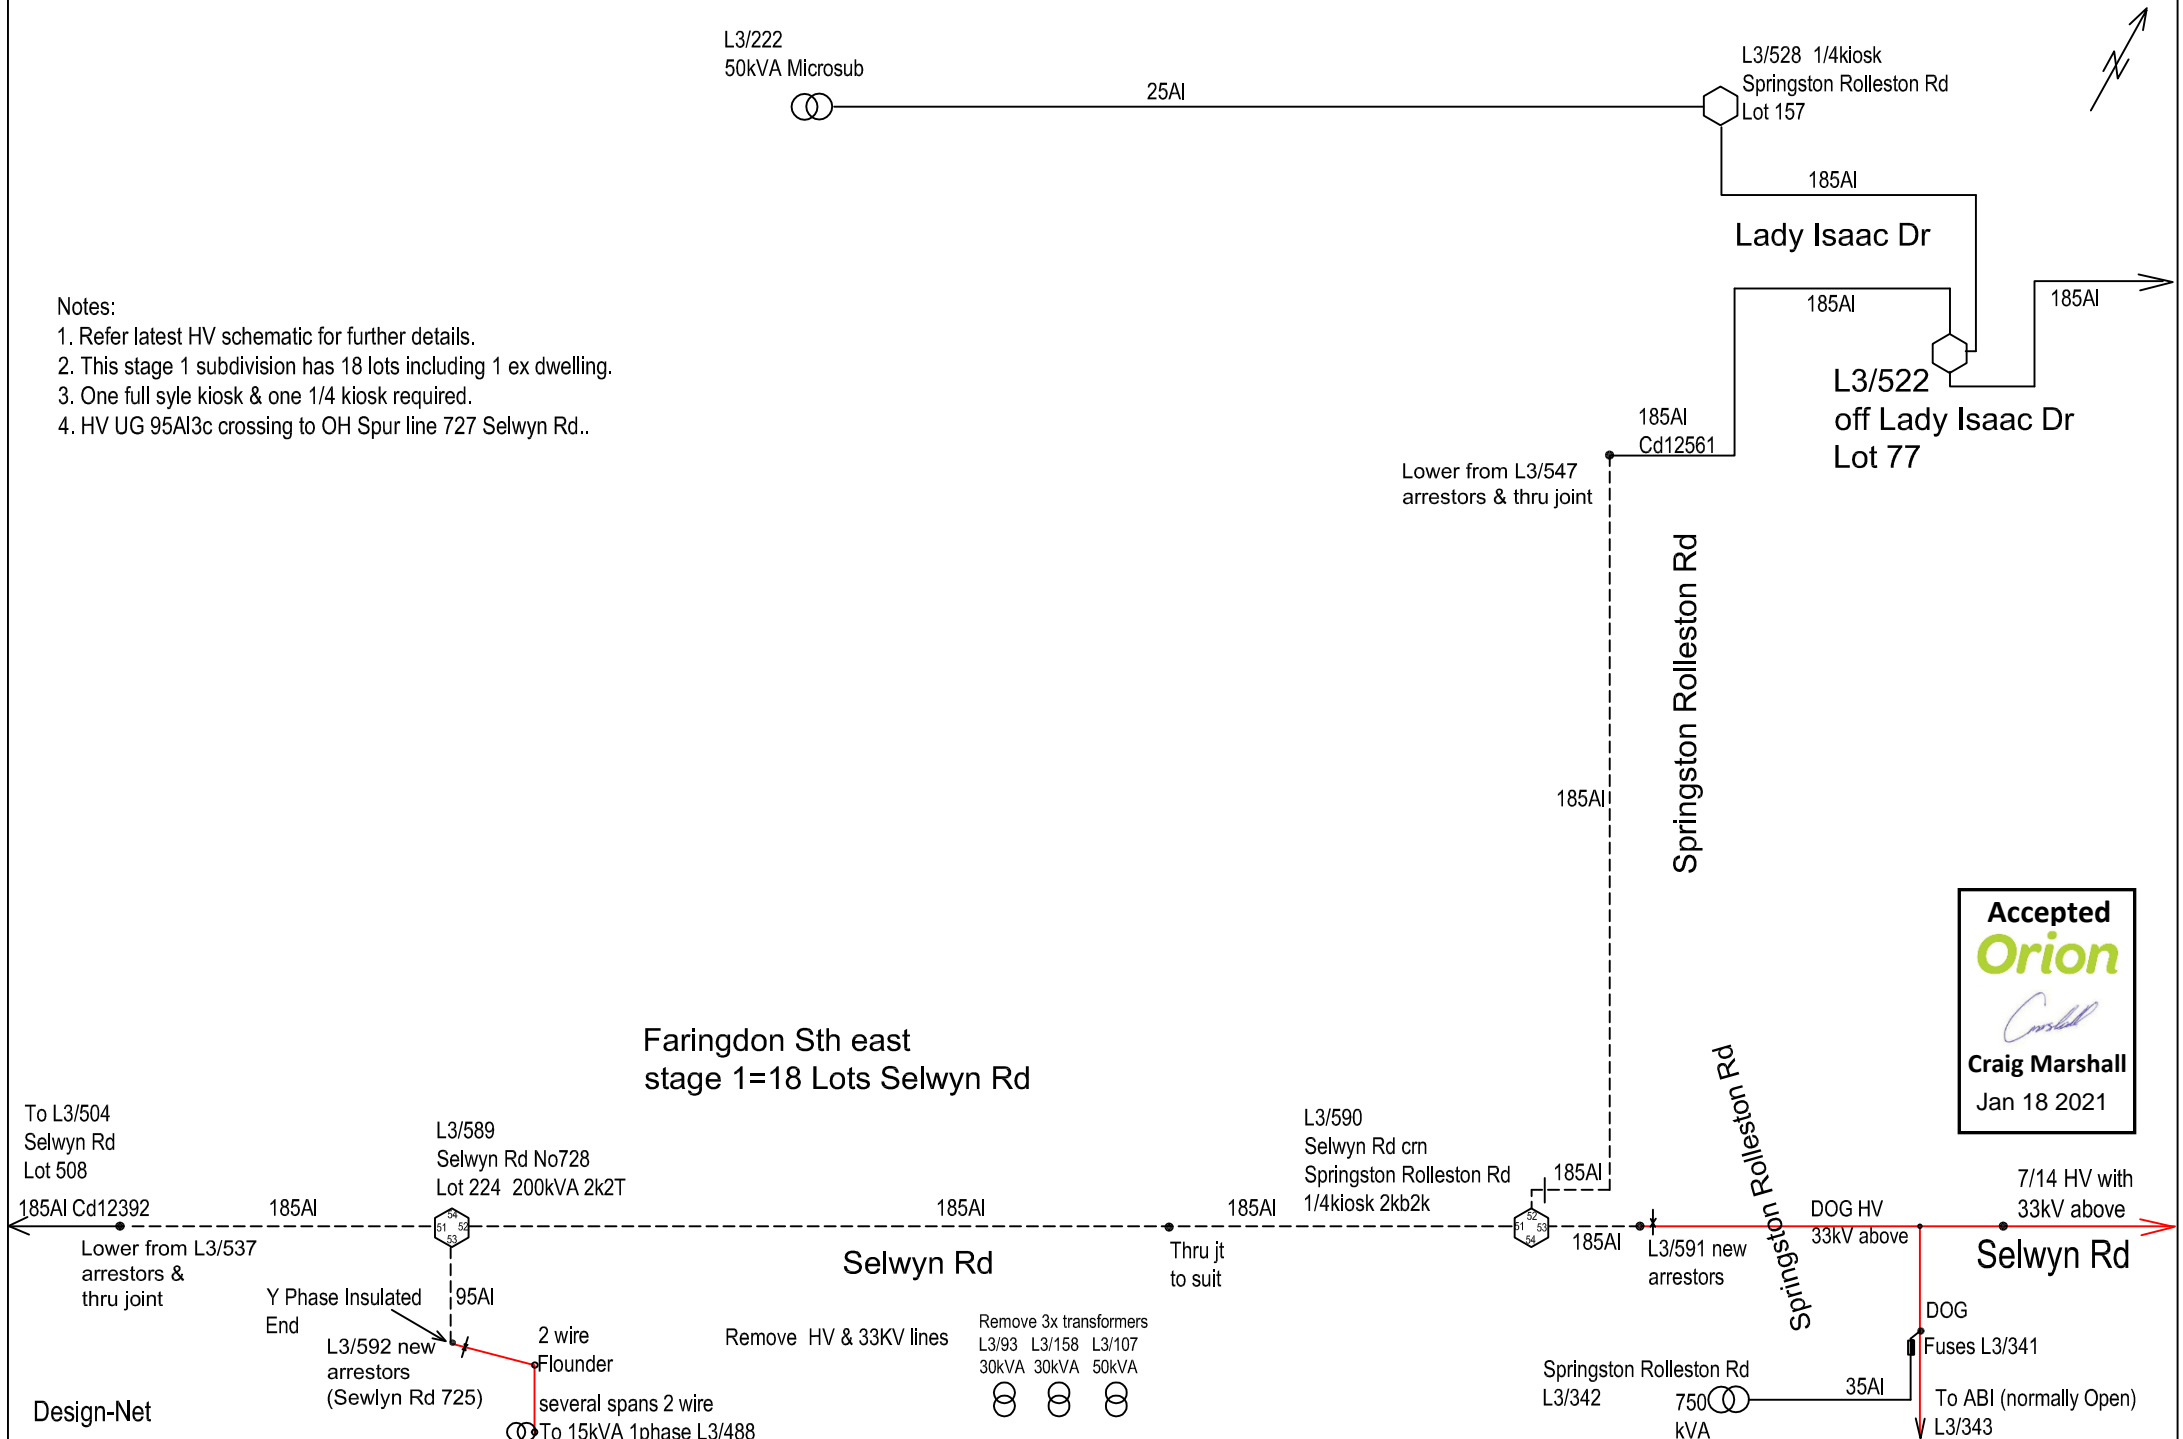 L3/222
50kVA Microsub
25Al
L3/528 1/4kiosk
Springston Rolleston Rd
Lot 157
185Al
Lady Isaac Dr
185Al
185Al
Notes:
1. Refer latest HV schematic for further details.
2. This stage 1 subdivision has 18 lots including 1 ex dwelling.
3. One full syle kiosk & one 1/4 kiosk required.
4. HV UG 95Al3c crossing to OH Spur line 727 Selwyn Rd..
L3/522
off Lady Isaac Dr
Lot 77
185Al
Cd12561
Lower from L3/547
arrestors & thru joint
Springston Rolleston Rd
185Al
Accepted
Orion
Craig Marshall
Jan 18 2021
Faringdon Sth east
stage 1=18 Lots Selwyn Rd
To L3/504
Selwyn Rd
Lot 508
185Al Cd12392
185Al
Lower from L3/537
arrestors &
thru joint
L3/589
Selwyn Rd No728
Lot 224 200kVA 2k2T
54
51 52
53
185Al
Selwyn Rd
Thru jt
to suit
185Al
L3/590
Selwyn Rd crn
Springston Rolleston Rd
1/4kiosk 2kb2k
185Al
52
51 53
54
185Al
L3/591 new
arrestors
Springston Rolleston Rd
Springston Rolleston Rd
DOG HV
33kV above
7/14 HV with
33kV above
Selwyn Rd
Y Phase Insulated
End
95Al
L3/592 new
arrestors
(Sewlyn Rd 725)
2 wire
Flounder
several spans 2 wire
To 15kVA 1phase L3/488
Remove HV & 33KV lines
Remove 3x transformers
L3/93 L3/158 L3/107
30kVA 30kVA 50kVA
Springston Rolleston Rd
L3/342
750
kVA
35Al
DOG
Fuses L3/341
To ABI (normally Open)
L3/343
Design-Net